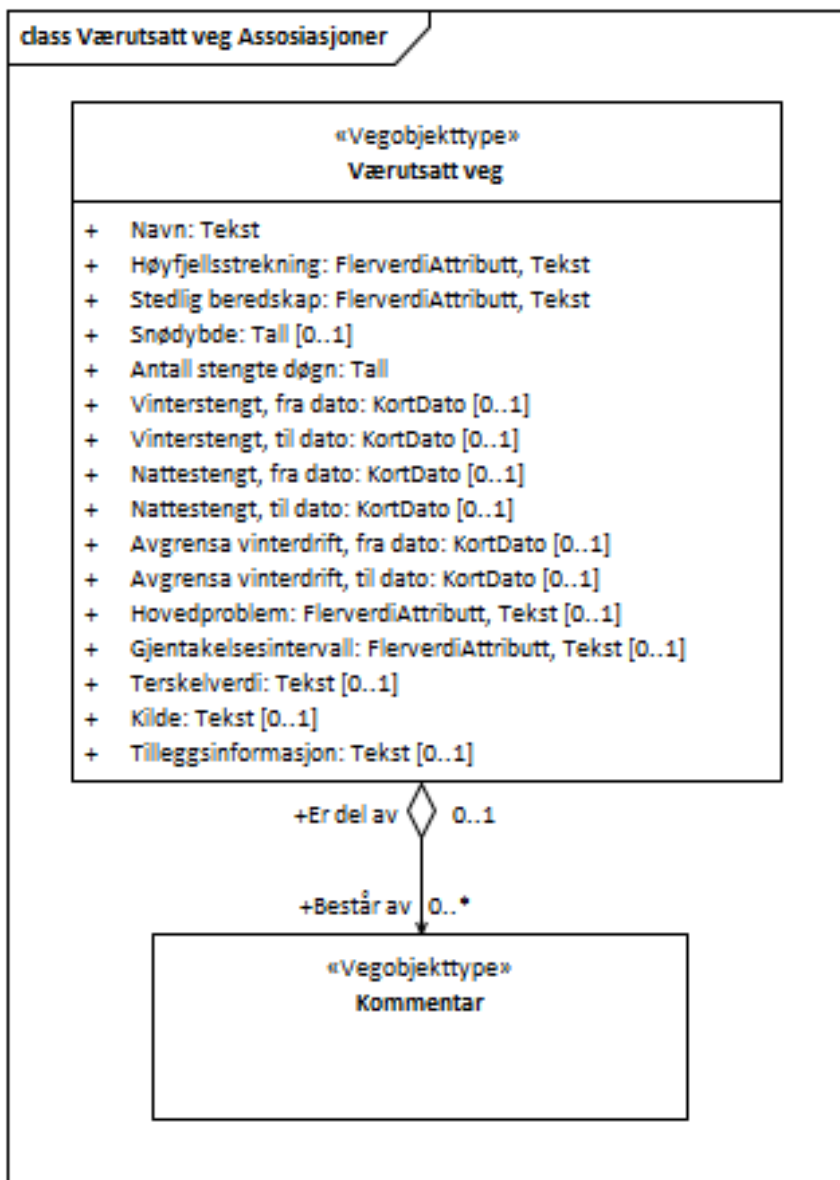 class Værutsatt veg Assosiasjoner
«Vegobjekttype»
Værutsatt veg
+ Navn: Tekst
+ Høyfjellsstrekning: FlerverdiAttributt, Tekst
+ Stedlig beredskap: FlerverdiAttributt, Tekst
+ Snødybde: Tall [0..1]
+ Antall stengte døgn: Tall
+ Vinterstengt, fra dato: KortDato [0..1]
+ Vinterstengt, til dato: KortDato [0..1]
+ Nattestengt, fra dato: KortDato [0..1]
+ Nattestengt, til dato: KortDato [0..1]
+ Avgrensa vinterdrift, fra dato: KortDato [0..1]
+ Avgrensa vinterdrift, til dato: KortDato [0..1]
+ Hovedproblem: FlerverdiAttributt, Tekst [0..1]
+ Gjentakelsesintervall: FlerverdiAttributt, Tekst [0..1]
+ Terskelverdi: Tekst [0..1]
+ Kilde: Tekst [0..1]
+ Tilleggsinformasjon: Tekst [0..1]
+Er del av 0..1
+Består av 0..*
«Vegobjekttype»
Kommentar